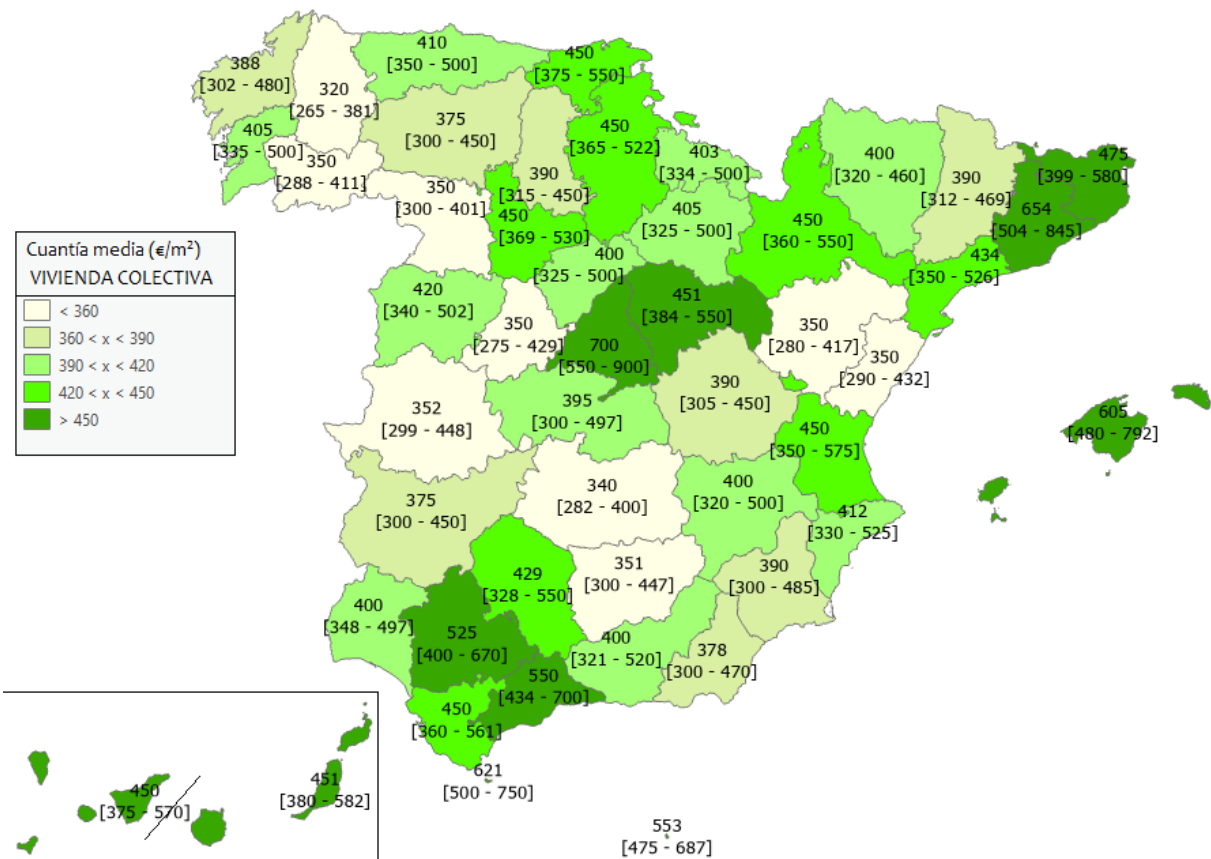 410
[350 - 500]
450
[375 - 550]
388
[302 - 480]
320
[265 - 381]
375
[300 - 450]
405
[335 - 500]
450
[365 - 522]
403
[334 - 500]
400
[320 - 460]
475
[399 - 580]
350
[288 - 411]
390
[315 - 450]
390
[312 - 469]
350
[300 - 401]
654
[504 - 845]
450
[369 - 530]
405
[325 - 500]
450
[360 - 550]
Cuantía media (€/m²)
VIVIENDA COLECTIVA
< 360
360 < x < 390
390 < x < 420
420 < x < 450
> 450
400
[325 - 500]
434
[350 - 526]
420
[340 - 502]
451
[384 - 550]
350
[275 - 429]
350
[280 - 417]
700
[550 - 900]
350
[290 - 432]
390
[305 - 450]
352
[299 - 448]
395
[300 - 497]
605
[480 - 792]
450
[350 - 575]
375
[300 - 450]
340
[282 - 400]
400
[320 - 500]
412
[330 - 525]
429
[328 - 550]
351
[300 - 447]
390
[300 - 485]
400
[348 - 497]
525
[400 - 670]
400
[321 - 520]
378
[300 - 470]
550
[434 - 700]
450
[360 - 561]
621
[500 - 750]
450
[375 - 570]
451
[380 - 582]
553
[475 - 687]